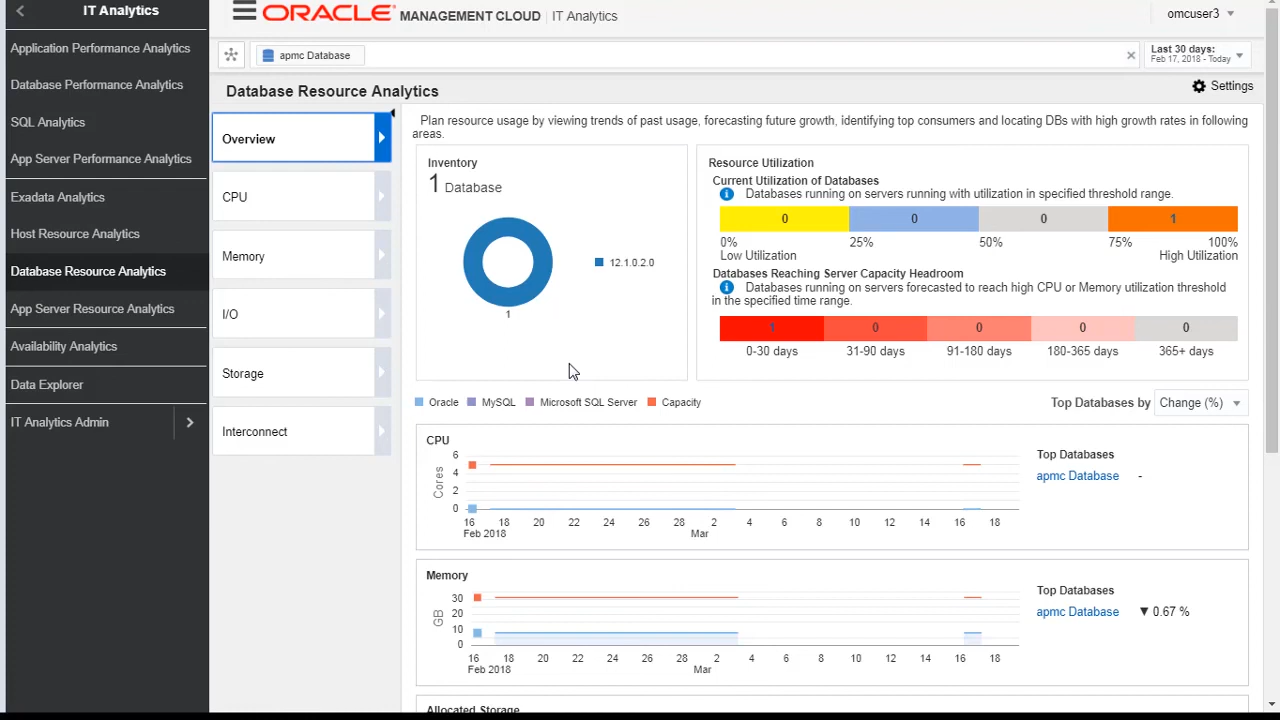 IT Analytics
Application Performance Analytics
Database Performance Analytics
SQL Analytics
App Server Performance Analytics
Exadata Analytics
Host Resource Analytics
Database Resource Analytics
App Server Resource Analytics
Availability Analytics
Data Explorer
IT Analytics Admin
ORACLE® MANAGEMENT CLOUD | IT Analytics
omcuser3
apmc Database
Last 30 days:
Feb 17, 2018 - Today
Database Resource Analytics
Settings
Overview
CPU
Memory
I/O
Storage
Interconnect
Plan resource usage by viewing trends of past usage, forecasting future growth, identifying top consumers and locating DBs with high growth rates in following
areas.
Inventory
1 Database
12.1.0.2.0
1
Resource Utilization
Current Utilization of Databases
Databases running on servers running with utilization in specified threshold range.
0 0 0 1
0% 25% 50% 75% 100%
Low Utilization High Utilization
Databases Reaching Server Capacity Headroom
Databases running on servers forecasted to reach high CPU or Memory utilization threshold
in the specified time range.
1 0 0 0 0
0-30 days 31-90 days 91-180 days 180-365 days 365+ days
Oracle MySQL Microsoft SQL Server Capacity
Top Databases by Change (%)
CPU
Cores
6
4
2
0
16 18 20 22 24 26 28 2 4 6 8 10 12 14 16 18
Feb 2018 Mar
Top Databases
apmc Database -
Memory
GB
30
20
10
0
16 18 20 22 24 26 28 2 4 6 8 10 12 14 16 18
Feb 2018 Mar
Top Databases
apmc Database ▼ 0.67 %
Allocated Storage